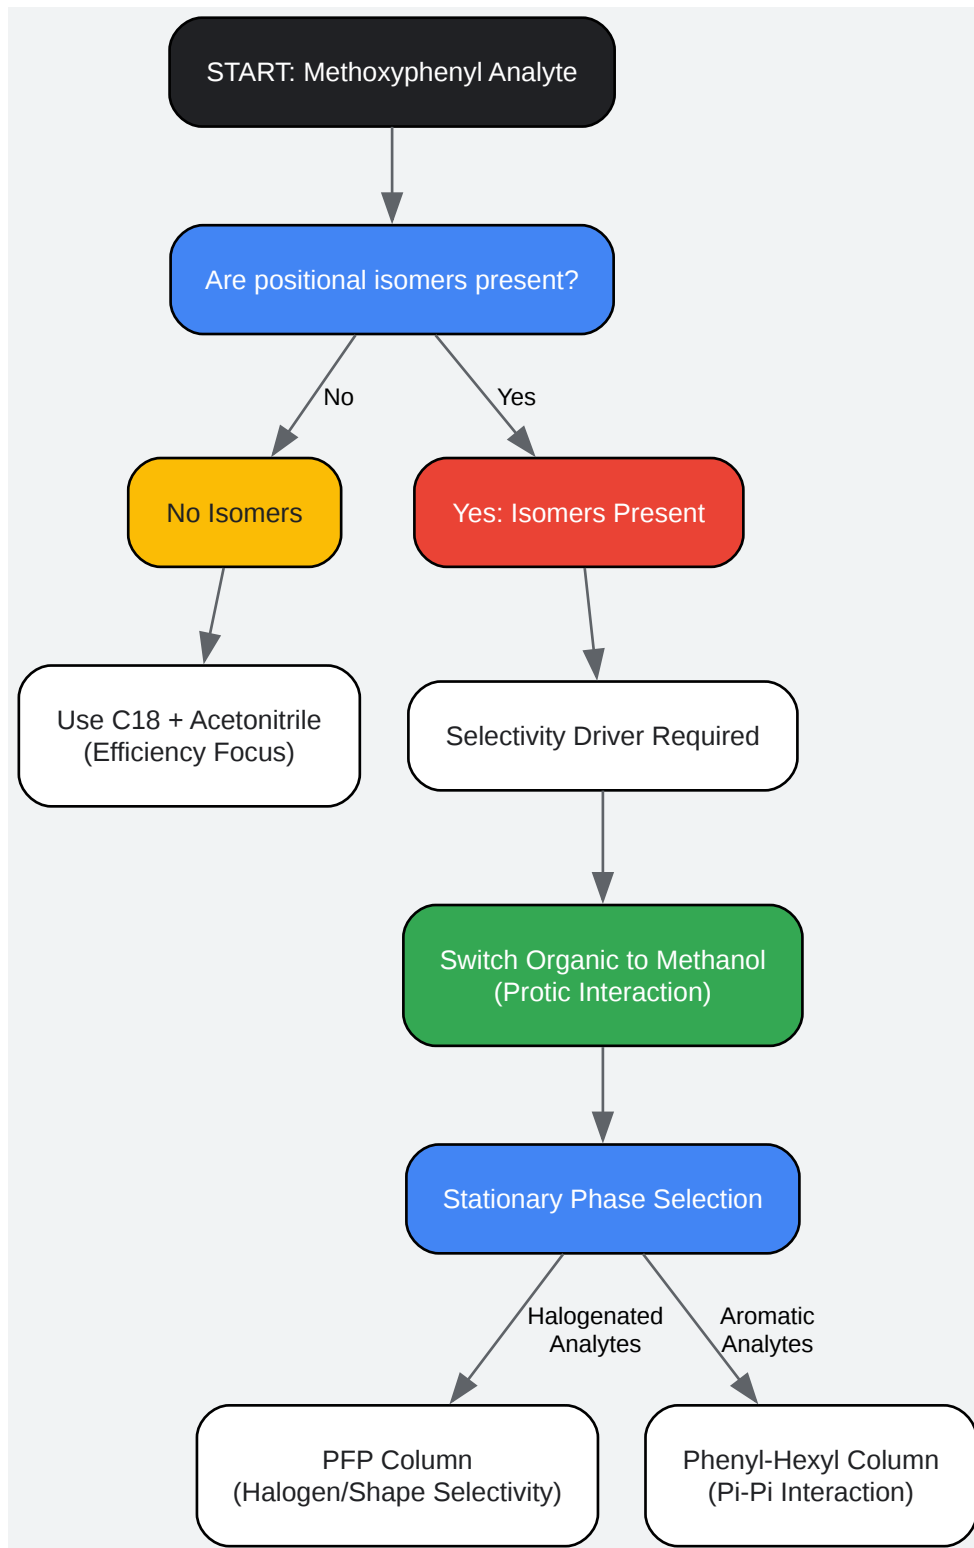 START: Methoxyphenyl Analyte
Are positional isomers present?
No
Yes
No Isomers
Yes: Isomers Present
Use C18 + Acetonitrile
(Efficiency Focus)
Selectivity Driver Required
Switch Organic to Methanol
(Protic Interaction)
Stationary Phase Selection
Halogenated
Analytes
Aromatic
Analytes
PFP Column
(Halogen/Shape Selectivity)
Phenyl-Hexyl Column
(Pi-Pi Interaction)